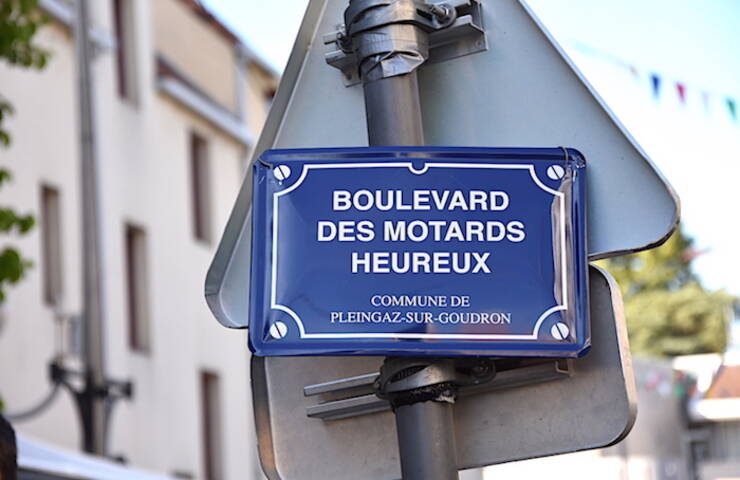 BOULEVARD
DES MOTARDS
HEUREUX
COMMUNE DE
PLEINGAZ-SUR-GOUDRON